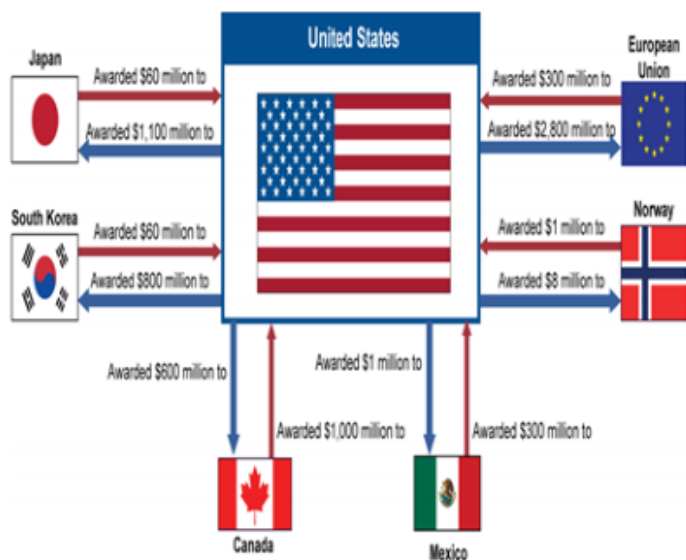 United States
Japan
Awarded $60 million to
Awarded $1,100 million to
European
Union
Awarded $300 million to
Awarded $2,800 million to
South Korea
Awarded $60 million to
Awarded $800 million to
Norway
Awarded $1 million to
Awarded $8 million to
Awarded $600 million to
Awarded $1,000 million to
Canada
Awarded $1 million to
Awarded $300 million to
Mexico